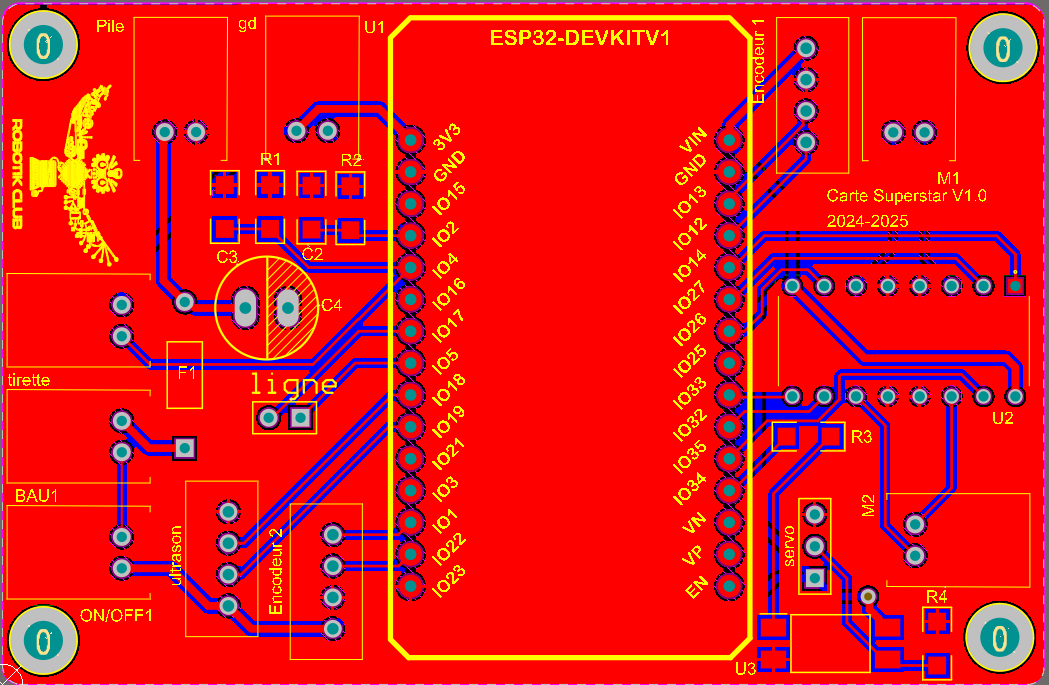 Pile
gd
U1
ESP32-DEVKITV1
Encodeur 1
0
0
ROBOTIK CLUB
3V3
GND
IO15
IO2
IO4
IO16
IO17
IO5
IO18
IO19
IO21
IO3
IO1
IO22
IO23
VIN
GND
IO13
IO12
IO14
IO27
IO26
IO25
IO33
IO32
IO35
IO34
VN
VP
EN
M1
Carte Superstar V1.0
2024-2025
R1
R2
C3
C2
C4
F1
tirette
ligne
U2
R3
BAU1
M2
ultrason
Encodeur 2
servo
ON/OFF1
R4
U3
0
0